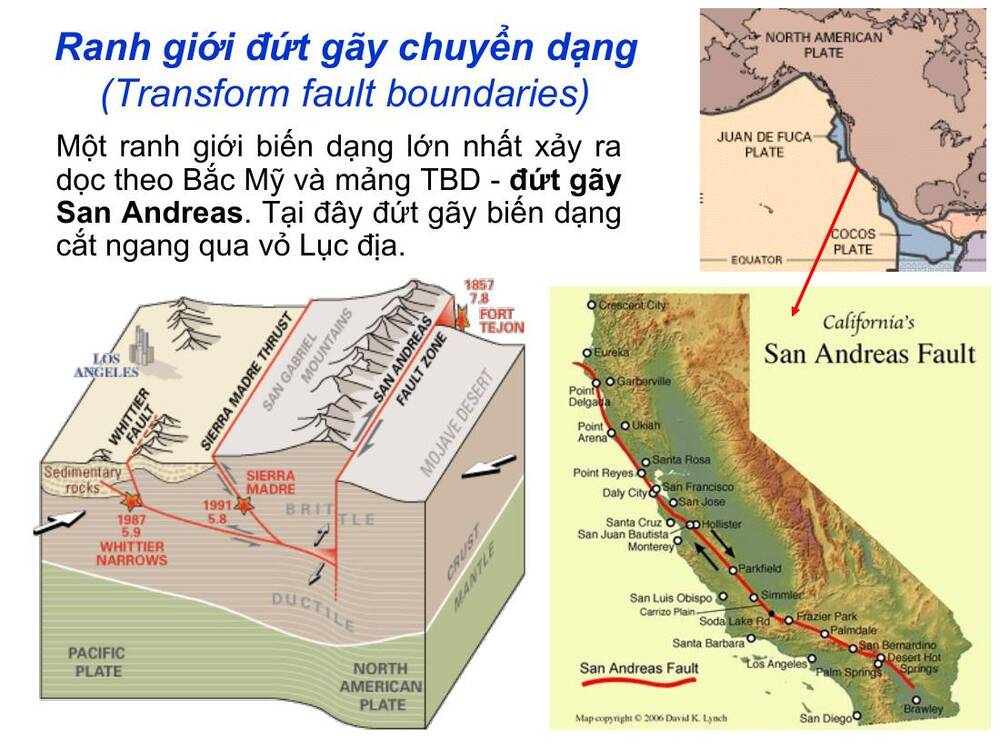 Ranh giới đứt gãy chuyển dạng
(Transform fault boundaries)
Một ranh giới biến dạng lớn nhất xảy ra
dọc theo Bắc Mỹ và mảng TBD - đứt gãy
San Andreas. Tại đây đứt gãy biến dạng
cắt ngang qua vỏ Lục địa.
NORTH AMERICAN
PLATE
JUAN DE FUCA
PLATE
COCOS
PLATE
EQUATOR
1857
7.8
FORT
TEJON
LOS
ANGELES
WHITTIER
FAULT
SIERRA MADRE THRUST
SAN GABRIEL
MOUNTAINS
SAN ANDREAS
FAULT ZONE
MOJAVE DESERT
Sedimentary
rocks
1987
5.9
WHITTIER
NARROWS
1991
5.8
SIERRA
MADRE
BRITTLE
DUCTILE
CRUST
MANTLE
PACIFIC
PLATE
NORTH
AMERICAN
PLATE
California's
San Andreas Fault
Crescent City
Eureka
Garberville
Point
Delgada
Ukiah
Point
Arena
Santa Rosa
Point Reyes
San Francisco
Daly City
San Jose
Santa Cruz
Hollister
San Juan Bautista
Monterey
Parkfield
San Luis Obispo
Simmler
Carrizo Plain
Soda Lake Rd
Frazier Park
Palmdale
Santa Barbara
San Bernardino
Los Angeles
Desert Hot
Springs
Palm Springs
San Andreas Fault
Brawley
San Diego
Map copyright © 2006 David K. Lynch